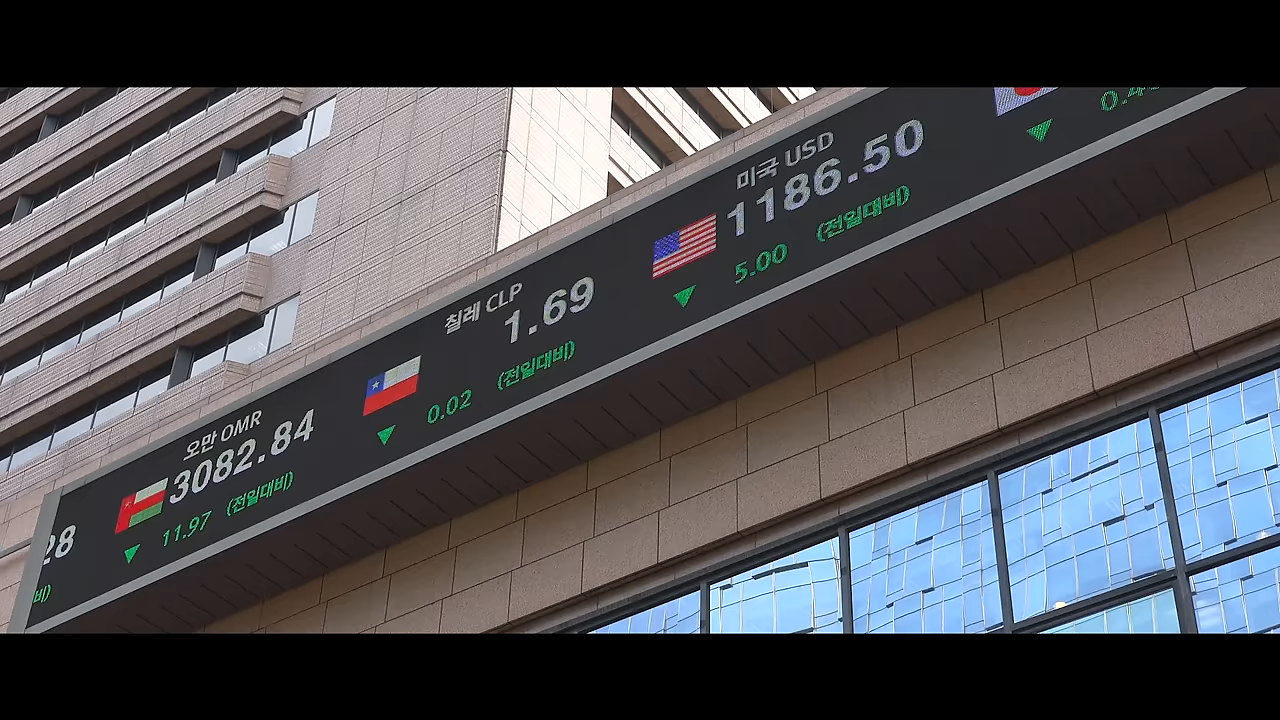 28
비)
오만 OMR
3082.84
11.97 (전일대비)
칠레 CLP
1.69
0.02 (전일대비)
미국 USD
1186.50
5.00 (전일대비)